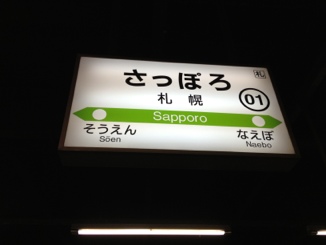 札
さっぽろ
札幌
01
Sapporo
そうえん なえぼ
Sōen Naebo